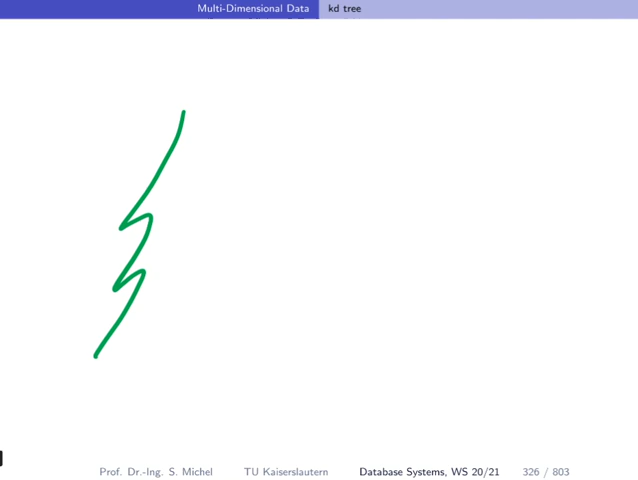 Multi-Dimensional Data kd tree
Prof. Dr.-Ing. S. Michel TU Kaiserslautern Database Systems, WS 20/21 326 / 803